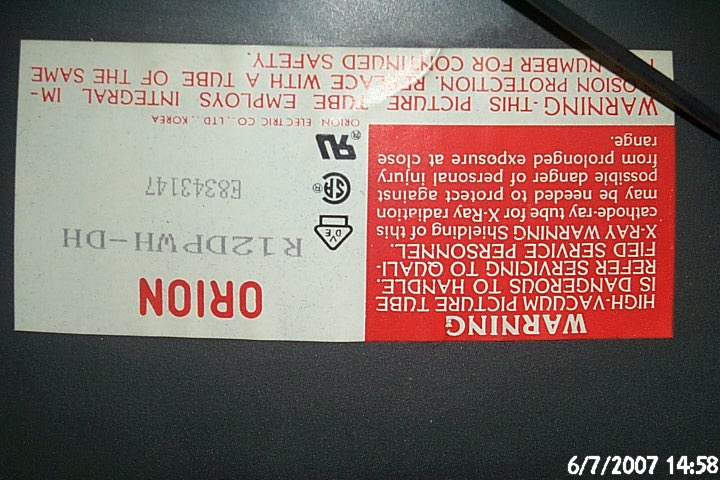 WARNING
HIGH-VACUUM PICTURE TUBE
IS DANGEROUS TO HANDLE.
REFER SERVICING TO QUALI-
FIED SERVICE PERSONNEL.
X-RAY WARNING Shielding of this
cathode-ray tube for X-Ray radiation
may be needed to protect against
possible danger of personal injury
from prolonged exposure at close
range.
ORION
R12DPWH-DH
E8343147
VDE
SA®
UR®
ORION ELECTRIC CO., LTD., KOREA
WARNING-THIS PICTURE TUBE EMPLOYS INTEGRAL IM-
OSION PROTECTION. REPLACE WITH A TUBE OF THE SAME
NUMBER FOR CONTINUED SAFETY.
6/7/2007 14:58